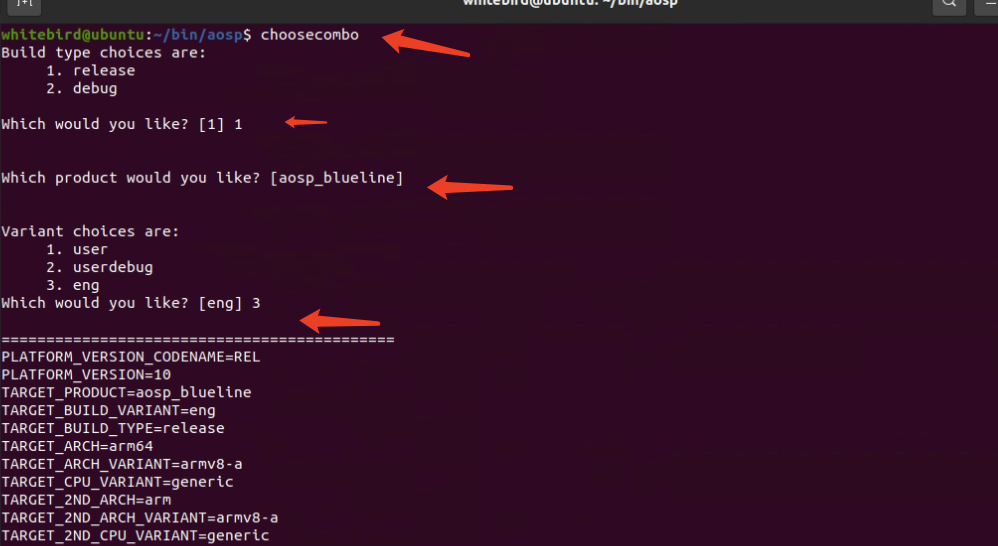 whitebird@ubuntu: ~/bin/aosp
whitebird@ubuntu:~/bin/aosp$ choosecombo
Build type choices are:
1. release
2. debug
Which would you like? [1] 1
Which product would you like? [aosp_blueline]
Variant choices are:
1. user
2. userdebug
3. eng
Which would you like? [eng] 3
============================================
PLATFORM_VERSION_CODENAME=REL
PLATFORM_VERSION=10
TARGET_PRODUCT=aosp_blueline
TARGET_BUILD_VARIANT=eng
TARGET_BUILD_TYPE=release
TARGET_ARCH=arm64
TARGET_ARCH_VARIANT=armv8-a
TARGET_CPU_VARIANT=generic
TARGET_2ND_ARCH=arm
TARGET_2ND_ARCH_VARIANT=armv8-a
TARGET_2ND_CPU_VARIANT=generic